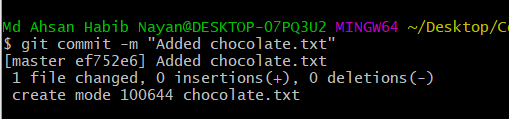 Md Ahsan Habib Nayan@DESKTOP-07PQ3U2 MINGW64 ~/Desktop/
$ git commit -m "Added chocolate.txt"
[master ef752e6] Added chocolate.txt
 1 file changed, 0 insertions(+), 0 deletions(-)
 create mode 100644 chocolate.txt